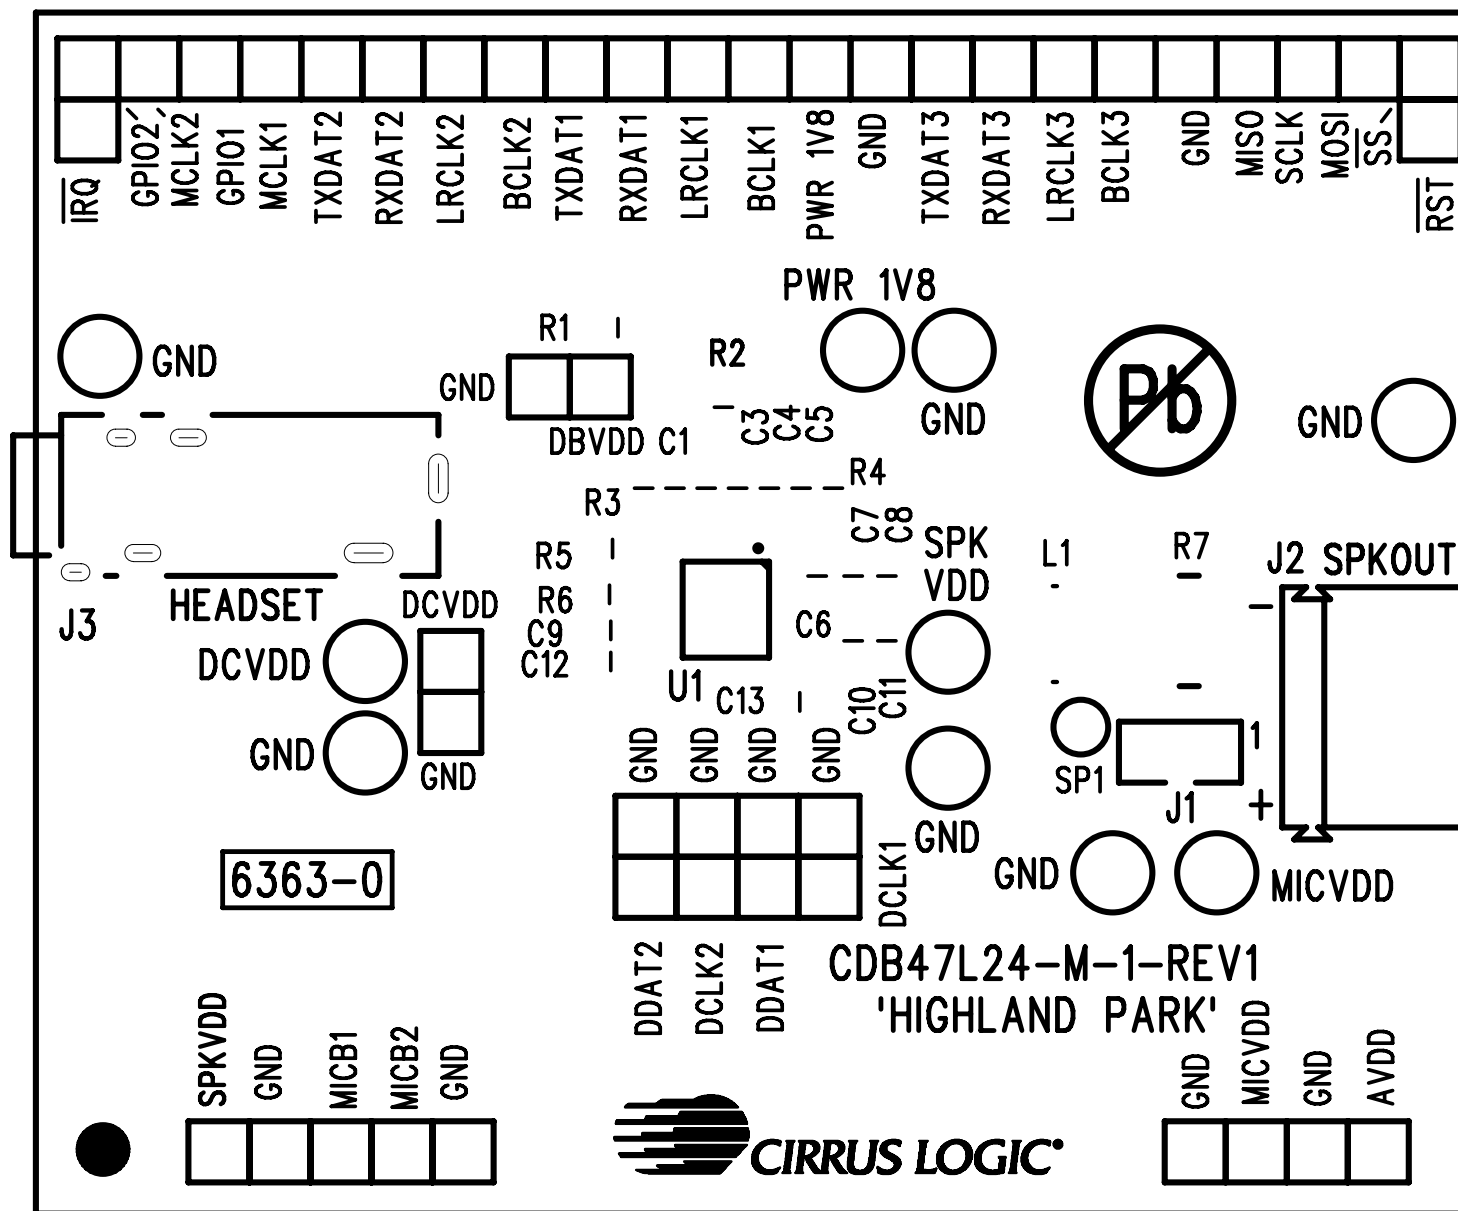 IRQ
GPIO2/
MCLK2
GPIO1
MCLK1
TXDAT2
RXDAT2
LRCLK2
BCLK2
TXDAT1
RXDAT1
LRCLK1
BCLK1
PWR 1V8
GND
TXDAT3
RXDAT3
LRCLK3
BCLK3
GND
MISO
SCLK
MOSI
SS
RST
PWR 1V8
GND
GND
R1
GND
DBVDD C1
R2
C3
C4
C5
Pb
GND
R3
R4
C7
C8
R5
R6
C9
C12
U1
C13
C6
C10
C11
SPK
VDD
GND
L1
R7
J2 SPKOUT
-
+
SP1
J1
1
GND
MICVDD
J3
HEADSET
DCVDD
DCVDD
GND
GND
6363-0
GND
GND
GND
GND
DCLK1
DDAT2
DCLK2
DDAT1
CDB47L24-M-1-REV1
'HIGHLAND PARK'
SPKVDD
GND
MICB1
MICB2
GND
CIRRUS LOGIC
GND
MICVDD
GND
AVDD